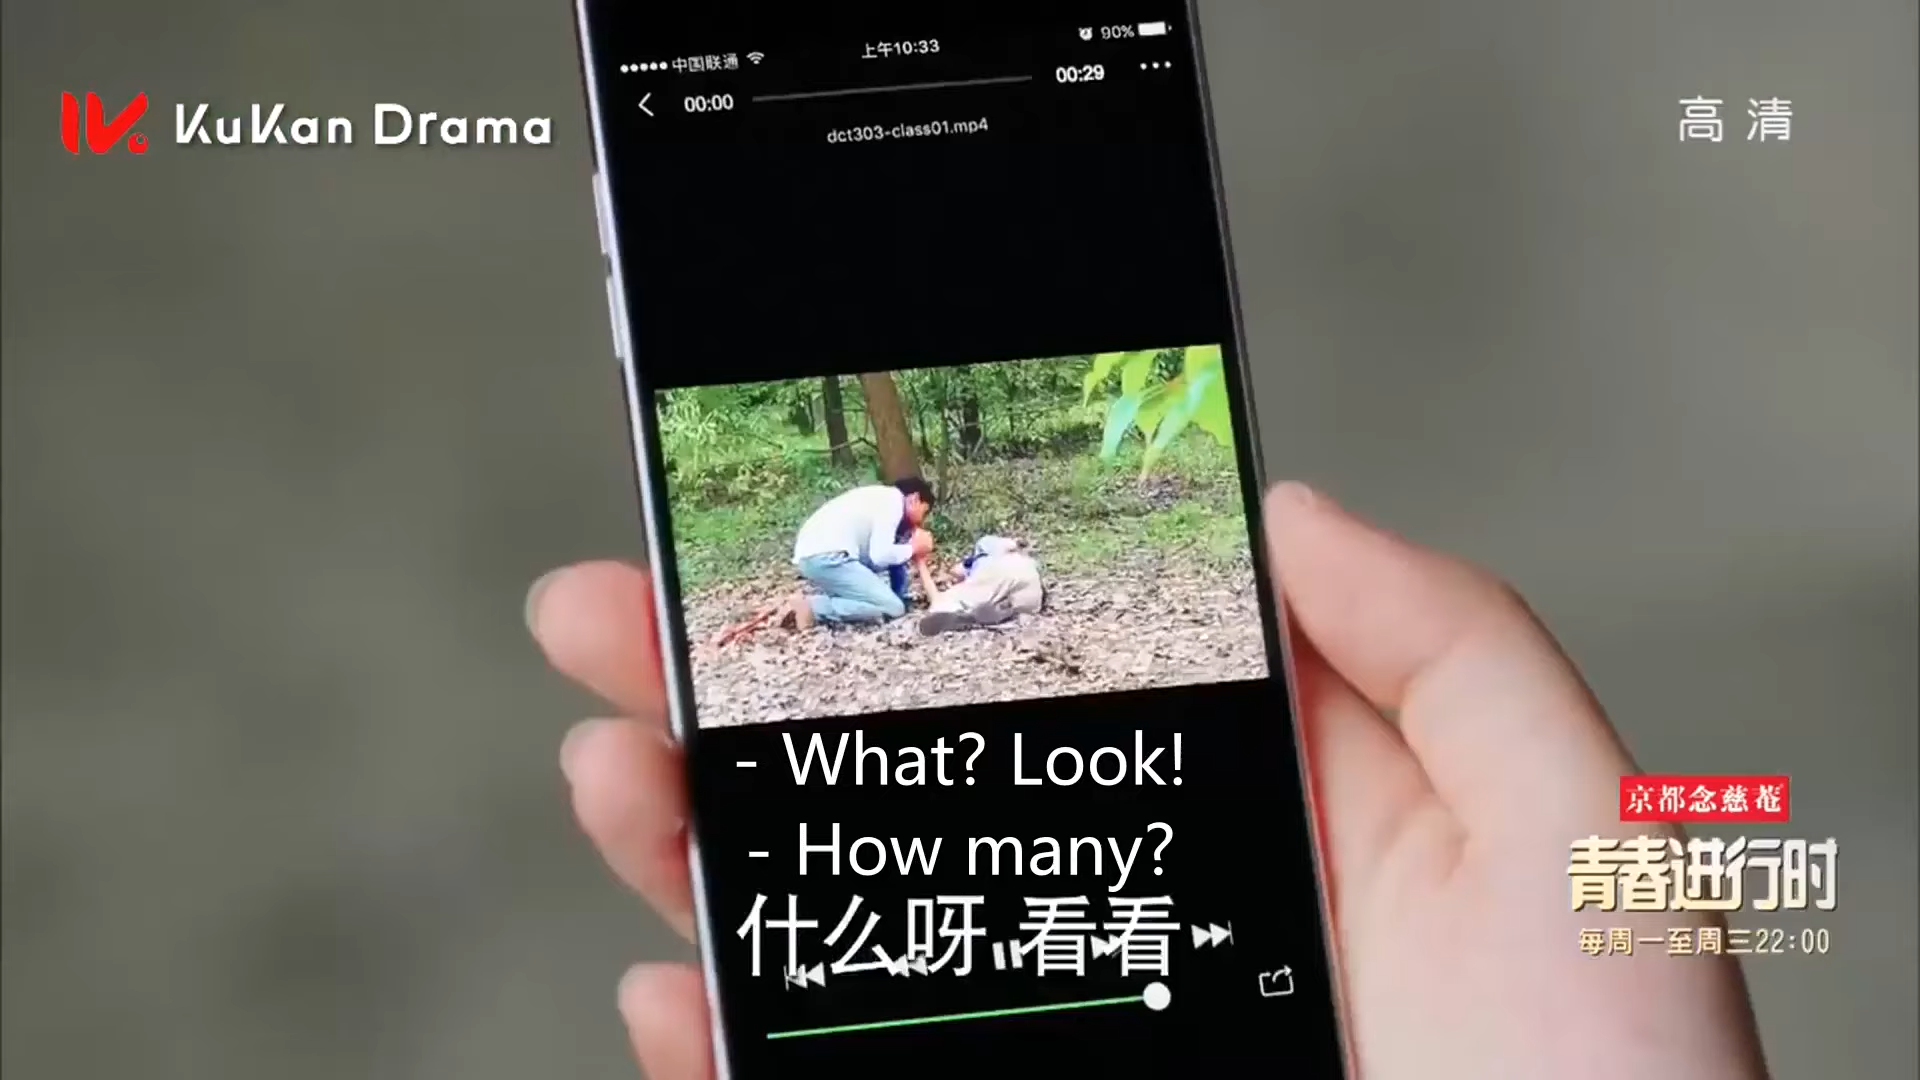 中国联通
上午10:33
90%
00:00
00:29
dct303-class01.mp4
KuKan Drama
高清
- What? Look!
- How many?
什么呀 看看
京都念慈菴
青春进行时
每周一至周三22:00